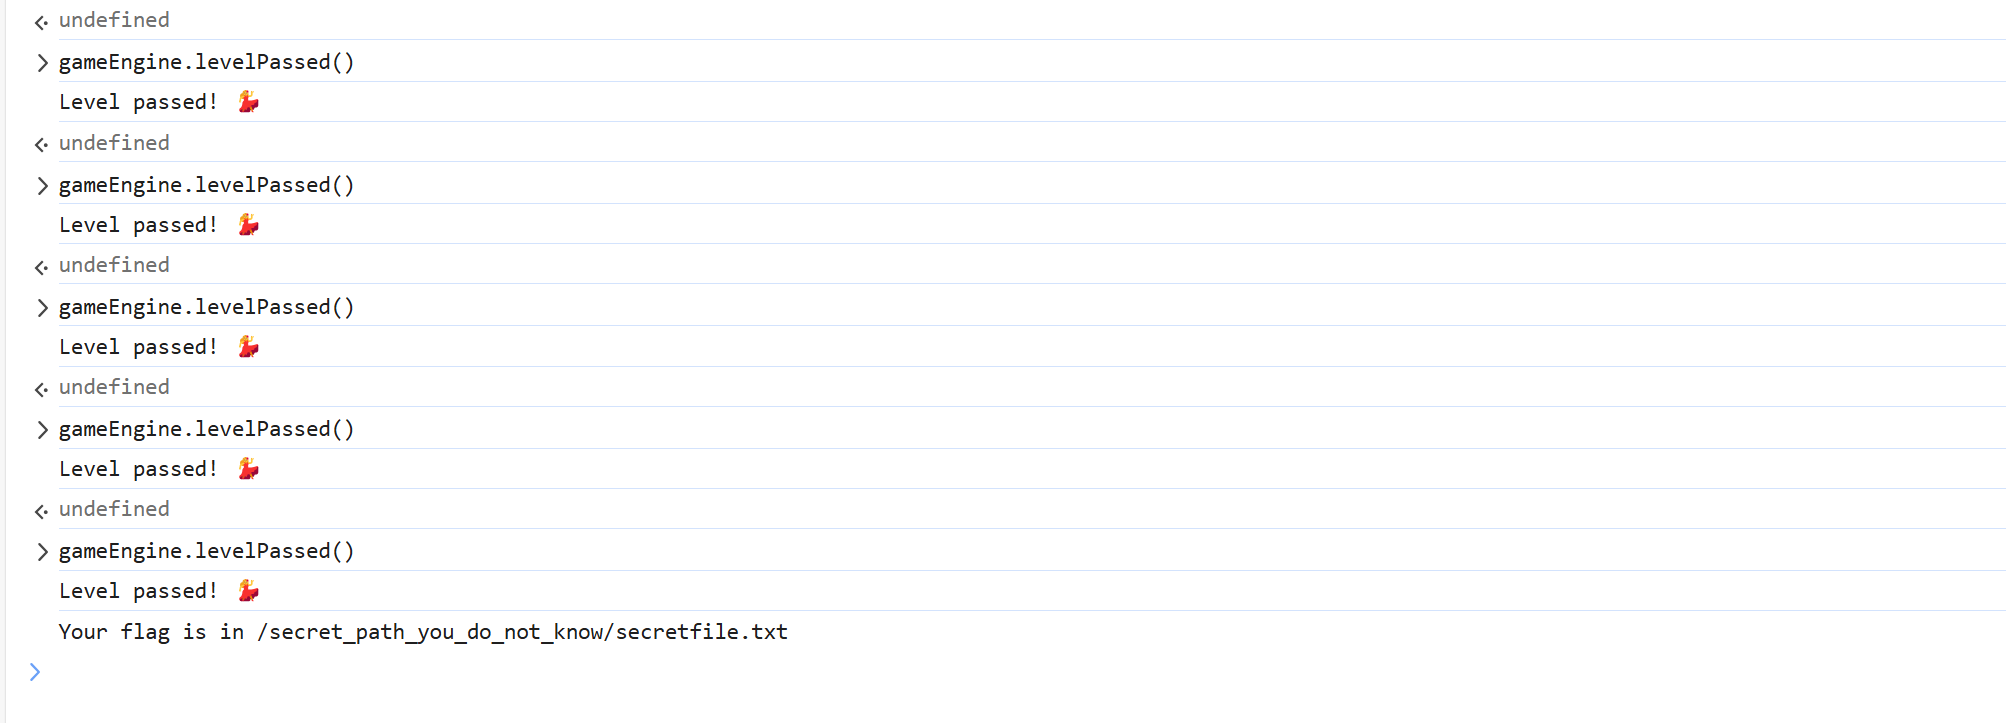 undefined
gameEngine.levelPassed()
Level passed! 💃
undefined
gameEngine.levelPassed()
Level passed! 💃
undefined
gameEngine.levelPassed()
Level passed! 💃
undefined
gameEngine.levelPassed()
Level passed! 💃
undefined
gameEngine.levelPassed()
Level passed! 💃
Your flag is in /secret_path_you_do_not_know/secretfile.txt